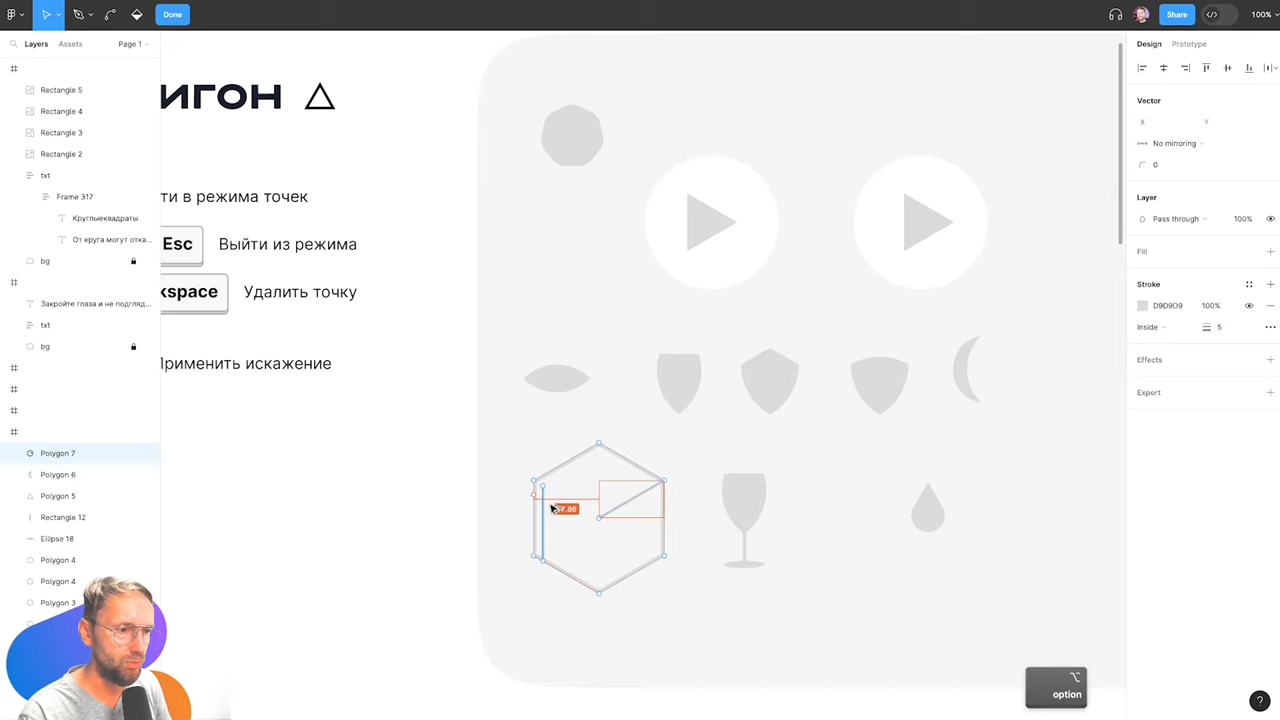 Done
Share
100%
Layers
Assets
Page 1
Design
Prototype
Rectangle 5
Rectangle 4
Rectangle 3
Rectangle 2
txt
Frame 317
Круглыеквадраты
От круга могут отка...
bg
Закройте глаза и не подгляд...
txt
bg
Polygon 7
Polygon 6
Polygon 5
Rectangle 12
Ellipse 18
Polygon 4
Polygon 4
Polygon 3
игон
ти в режима точек
Esc
Выйти из режима
kspace
Удалить точку
Применить искажение
option
Vector
X
Y
No mirroring
0
Layer
Pass through
100%
Fill
Stroke
D9D9D9
100%
Inside
5
Effects
Export
?